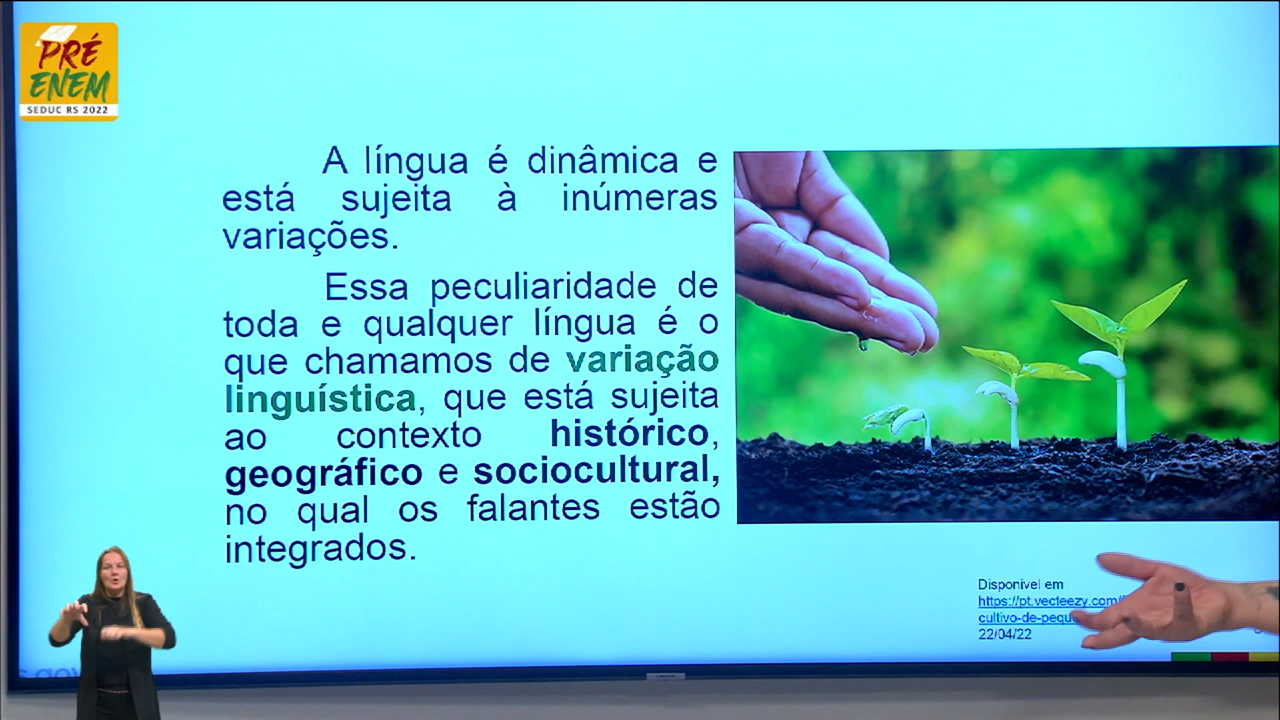 PRÉ
ENEM
SEDUC RS 2022
A língua é dinâmica e
está sujeita à inúmeras
variações.
Essa peculiaridade de
toda e qualquer língua é o
que chamamos de variação
linguística, que está sujeita
ao contexto histórico,
geográfico e sociocultural,
no qual os falantes estão
integrados.
Disponível em
https://pt.vecteezy.com/
cultivo-de-pequ
22/04/22